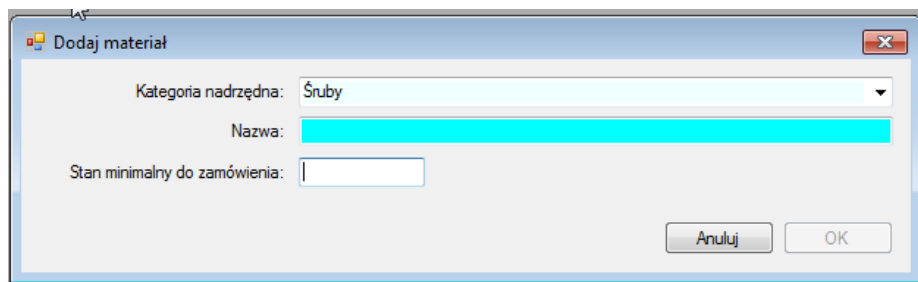 Dodaj materiał
Kategoria nadrzędna: Śruby
Nazwa:
Stan minimalny do zamówienia:
Anuluj OK